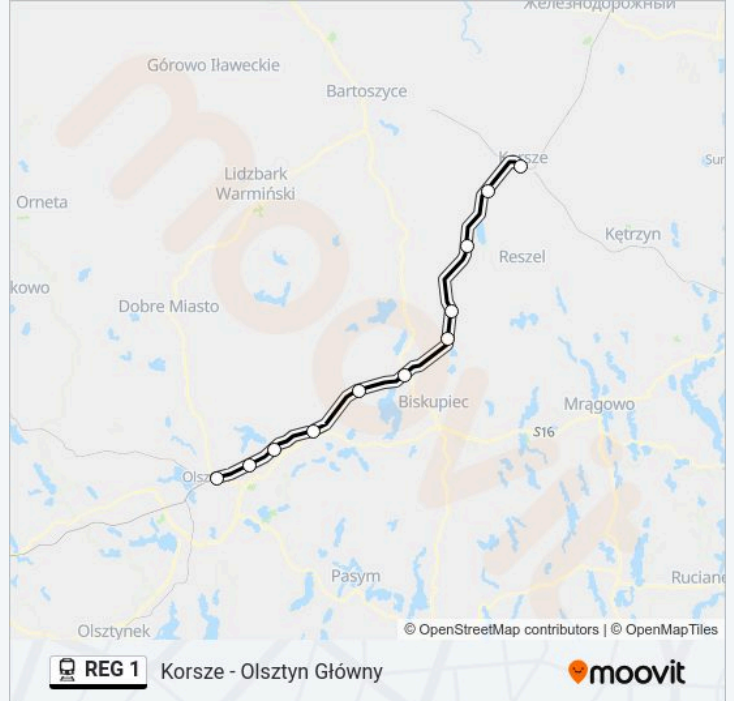 Железнодорожный
Górowo Iławeckie
Bartoszyce
Korsze
Lidzbark
Warmiński
Orneta
Kętrzyn
Reszel
kowo
Dobre Miasto
Biskupiec
Mrągowo
S16
Olsz
Pasym
Olsztynek
moovit
© OpenStreetMap contributors | © OpenMapTiles
REG 1
Korsze - Olsztyn Główny
moovit